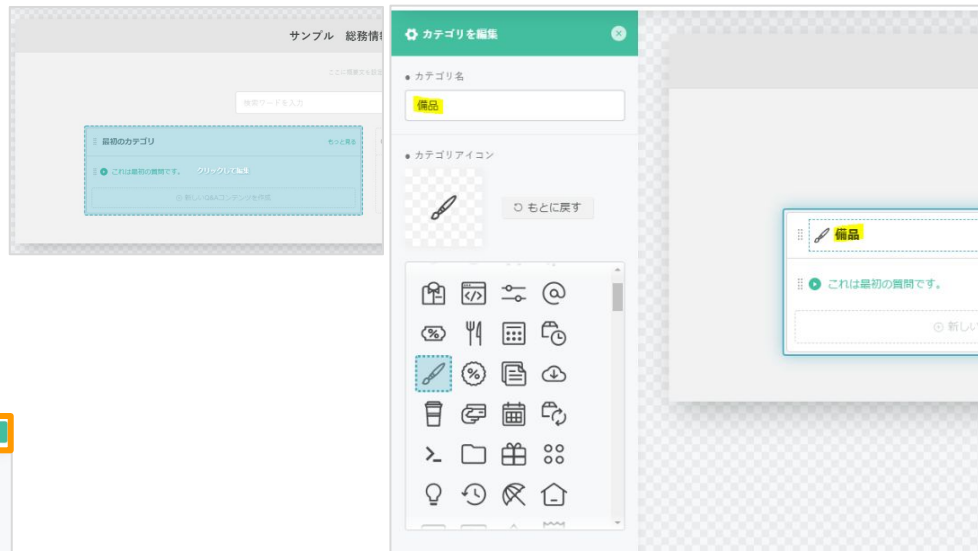 サンプル 総務情
検索ワードを入力
最初のカテゴリ
もっと見る
これは最初の質問です。
クリックして編集
新しいQ&Aコンテンツを作成
カテゴリを編集
カテゴリ名
備品
カテゴリアイコン
もとに戻す
備品
これは最初の質問です。
新しい